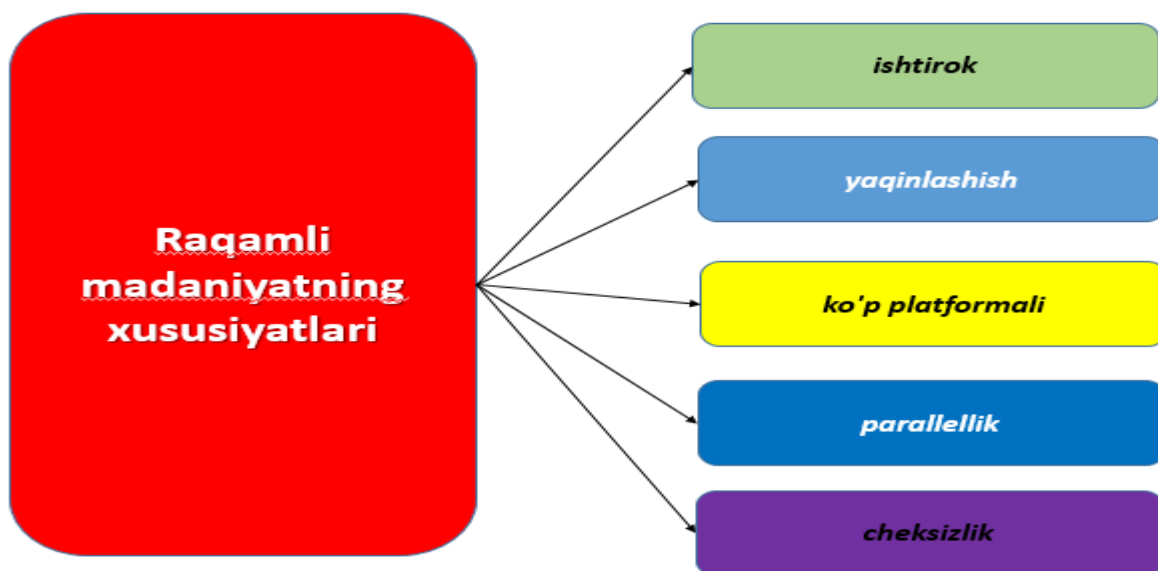 Raqamli
madaniyatning
xususiyatlari
ishtirok
yaqinlashish
ko'p platformali
parallellik
cheksizlik